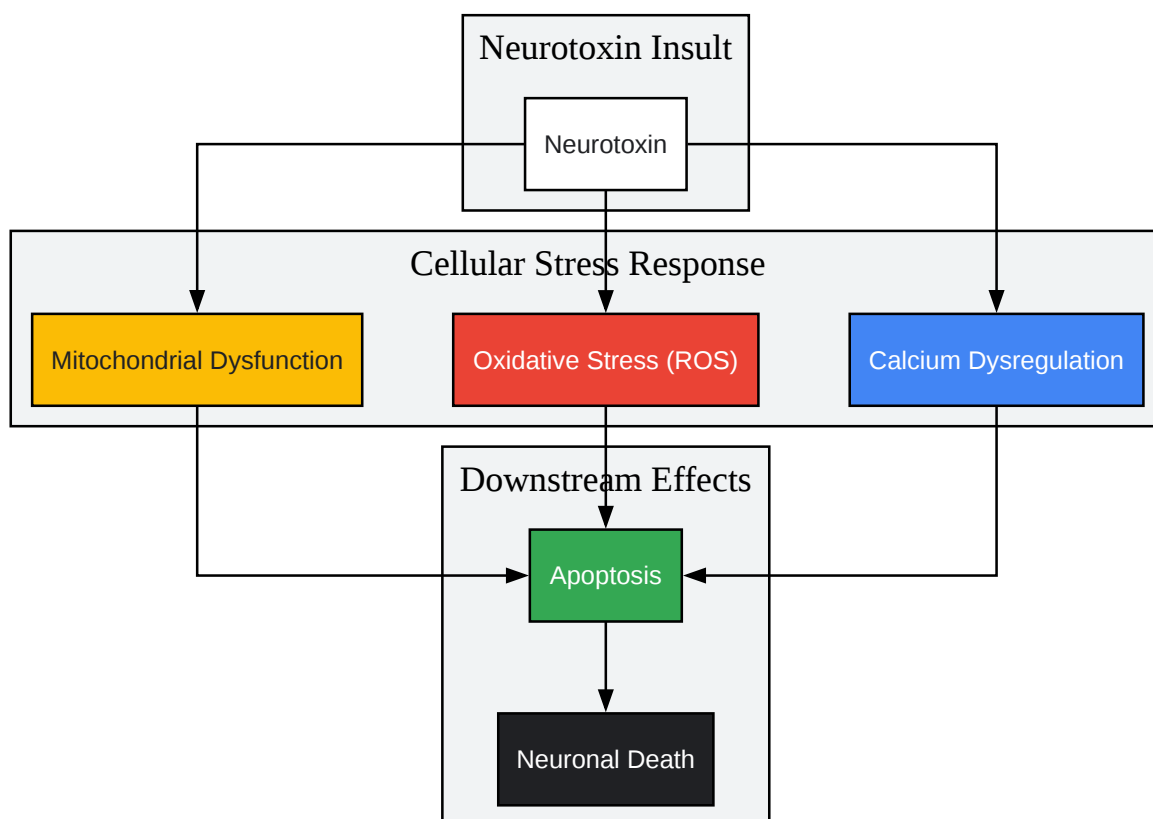 Neurotoxin Insult
Neurotoxin
Cellular Stress Response
Mitochondrial Dysfunction
Oxidative Stress (ROS)
Calcium Dysregulation
Downstream Effects
Apoptosis
Neuronal Death